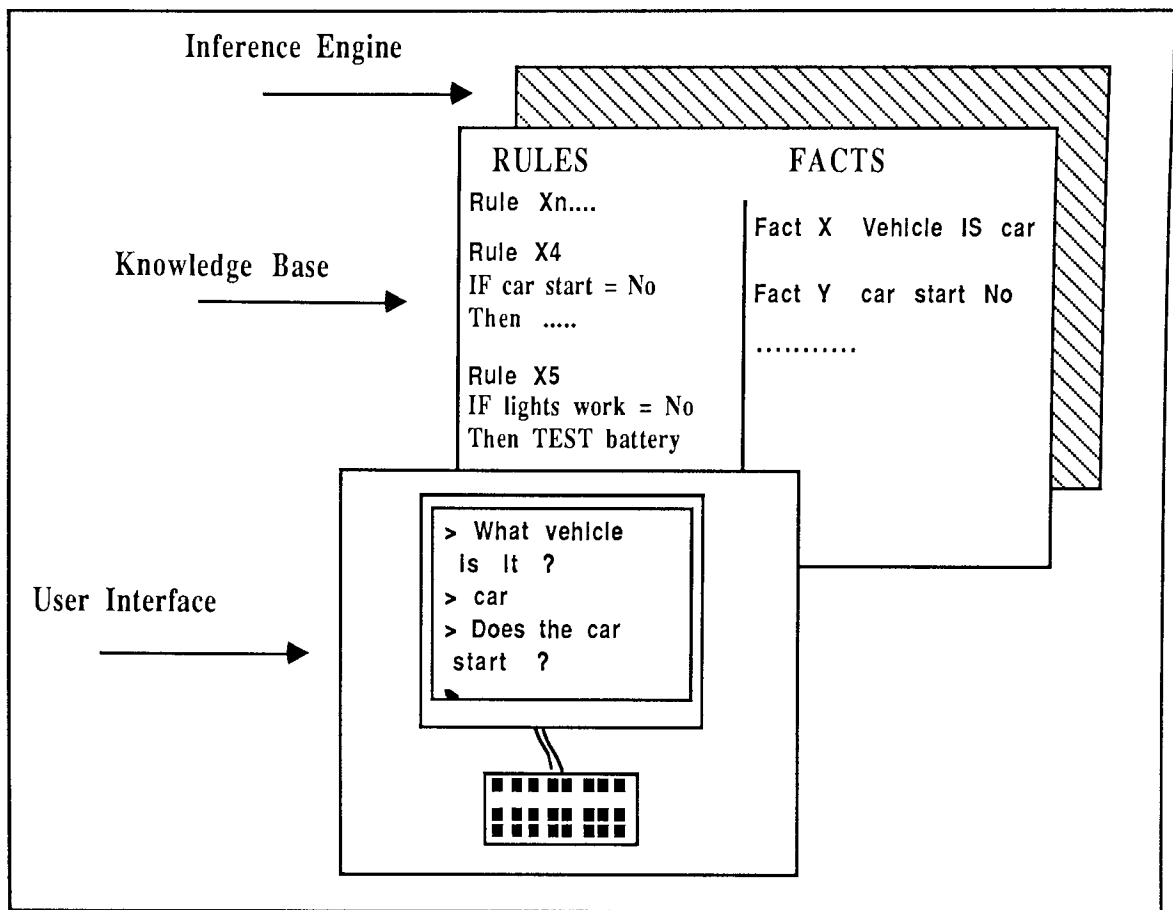 Inference Engine
RULES
Rule Xn....
Rule X4
IF car start = No
Then .....
Rule X5
IF lights work = No
Then TEST battery
FACTS
Fact X Vehicle IS car
Fact Y car start No
...........
Knowledge Base
User Interface
> What vehicle
is it ?
> car
> Does the car
start ?